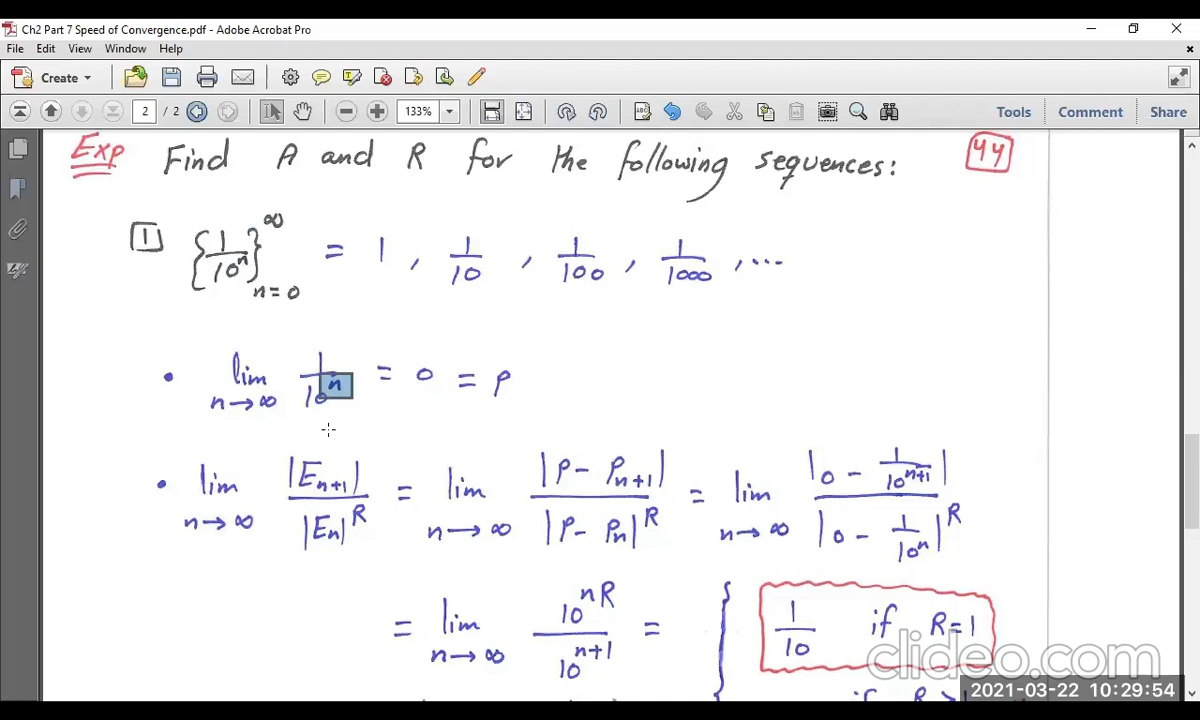 Ch2 Part 7 Speed of Convergence.pdf - Adobe Acrobat Pro
File Edit View Window Help
Create 2 / 2 133% Tools Comment Share
Exp Find A and R for the following sequences: 44
1 {1/10^n}_{n=0}^∞ = 1, 1/10, 1/100, 1/1000, ...
• lim_{n→∞} 1/10^n = 0 = P
• lim_{n→∞} |E_{n+1}|/|E_n|^R = lim_{n→∞} |P - P_{n+1}|/|P - P_n|^R = lim_{n→∞} |0 - 1/10^{n+1}|/|0 - 1/10^n|^R
= lim_{n→∞} 10^{nR}/10^{n+1} = { 1/10 if R=1
clideo.com
2021-03-22 10:29:54
if R >1